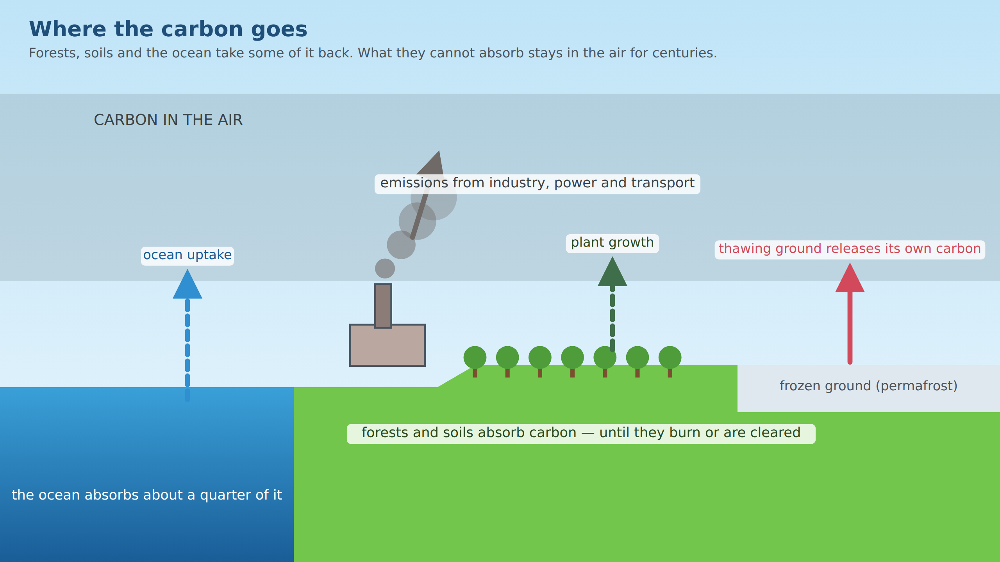 Where the carbon goes
Forests, soils and the ocean take some of it back. What they cannot absorb stays in the air for centuries.
CARBON IN THE AIR
emissions from industry, power and transport
plant growth
thawing ground releases its own carbon
ocean uptake
frozen ground (permafrost)
forests and soils absorb carbon — until they burn or are cleared
the ocean absorbs about a quarter of it